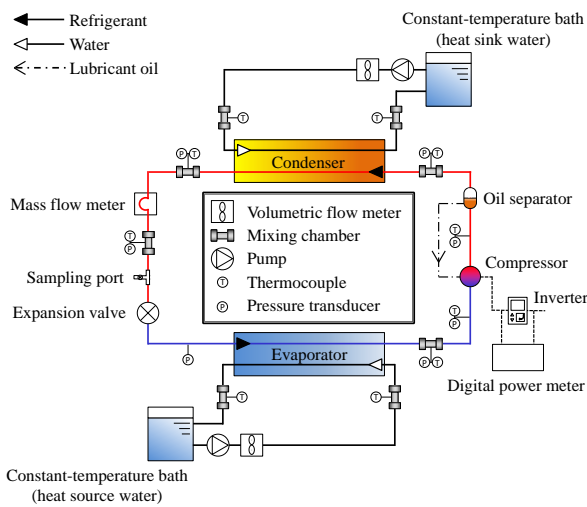 Refrigerant
Water
Lubricant oil
Constant-temperature bath
(heat sink water)
T
T
P T
Condenser
P T
Mass flow meter
T
P
Sampling port
Expansion valve
Volumetric flow meter
Mixing chamber
Pump
T Thermocouple
P Pressure transducer
Oil separator
T
P
Compressor
T
P
Inverter
Digital power meter
P
Evaporator
P T
T
T
Constant-temperature bath
(heat source water)